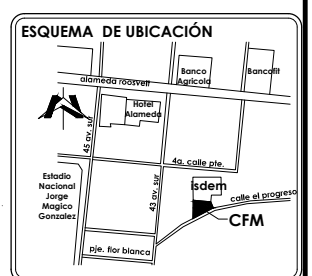 ESQUEMA DE UBICACIÓN
alameda roosvelt
Banco
Agricola
Bancofit
Hotel
Alameda
45 av. sur
4a. calle pte.
Estadio
Nacional
Jorge
Magico
Gonzalez
43 av. sur
isdem
calle el progreso
CFM
pje. flor blanca